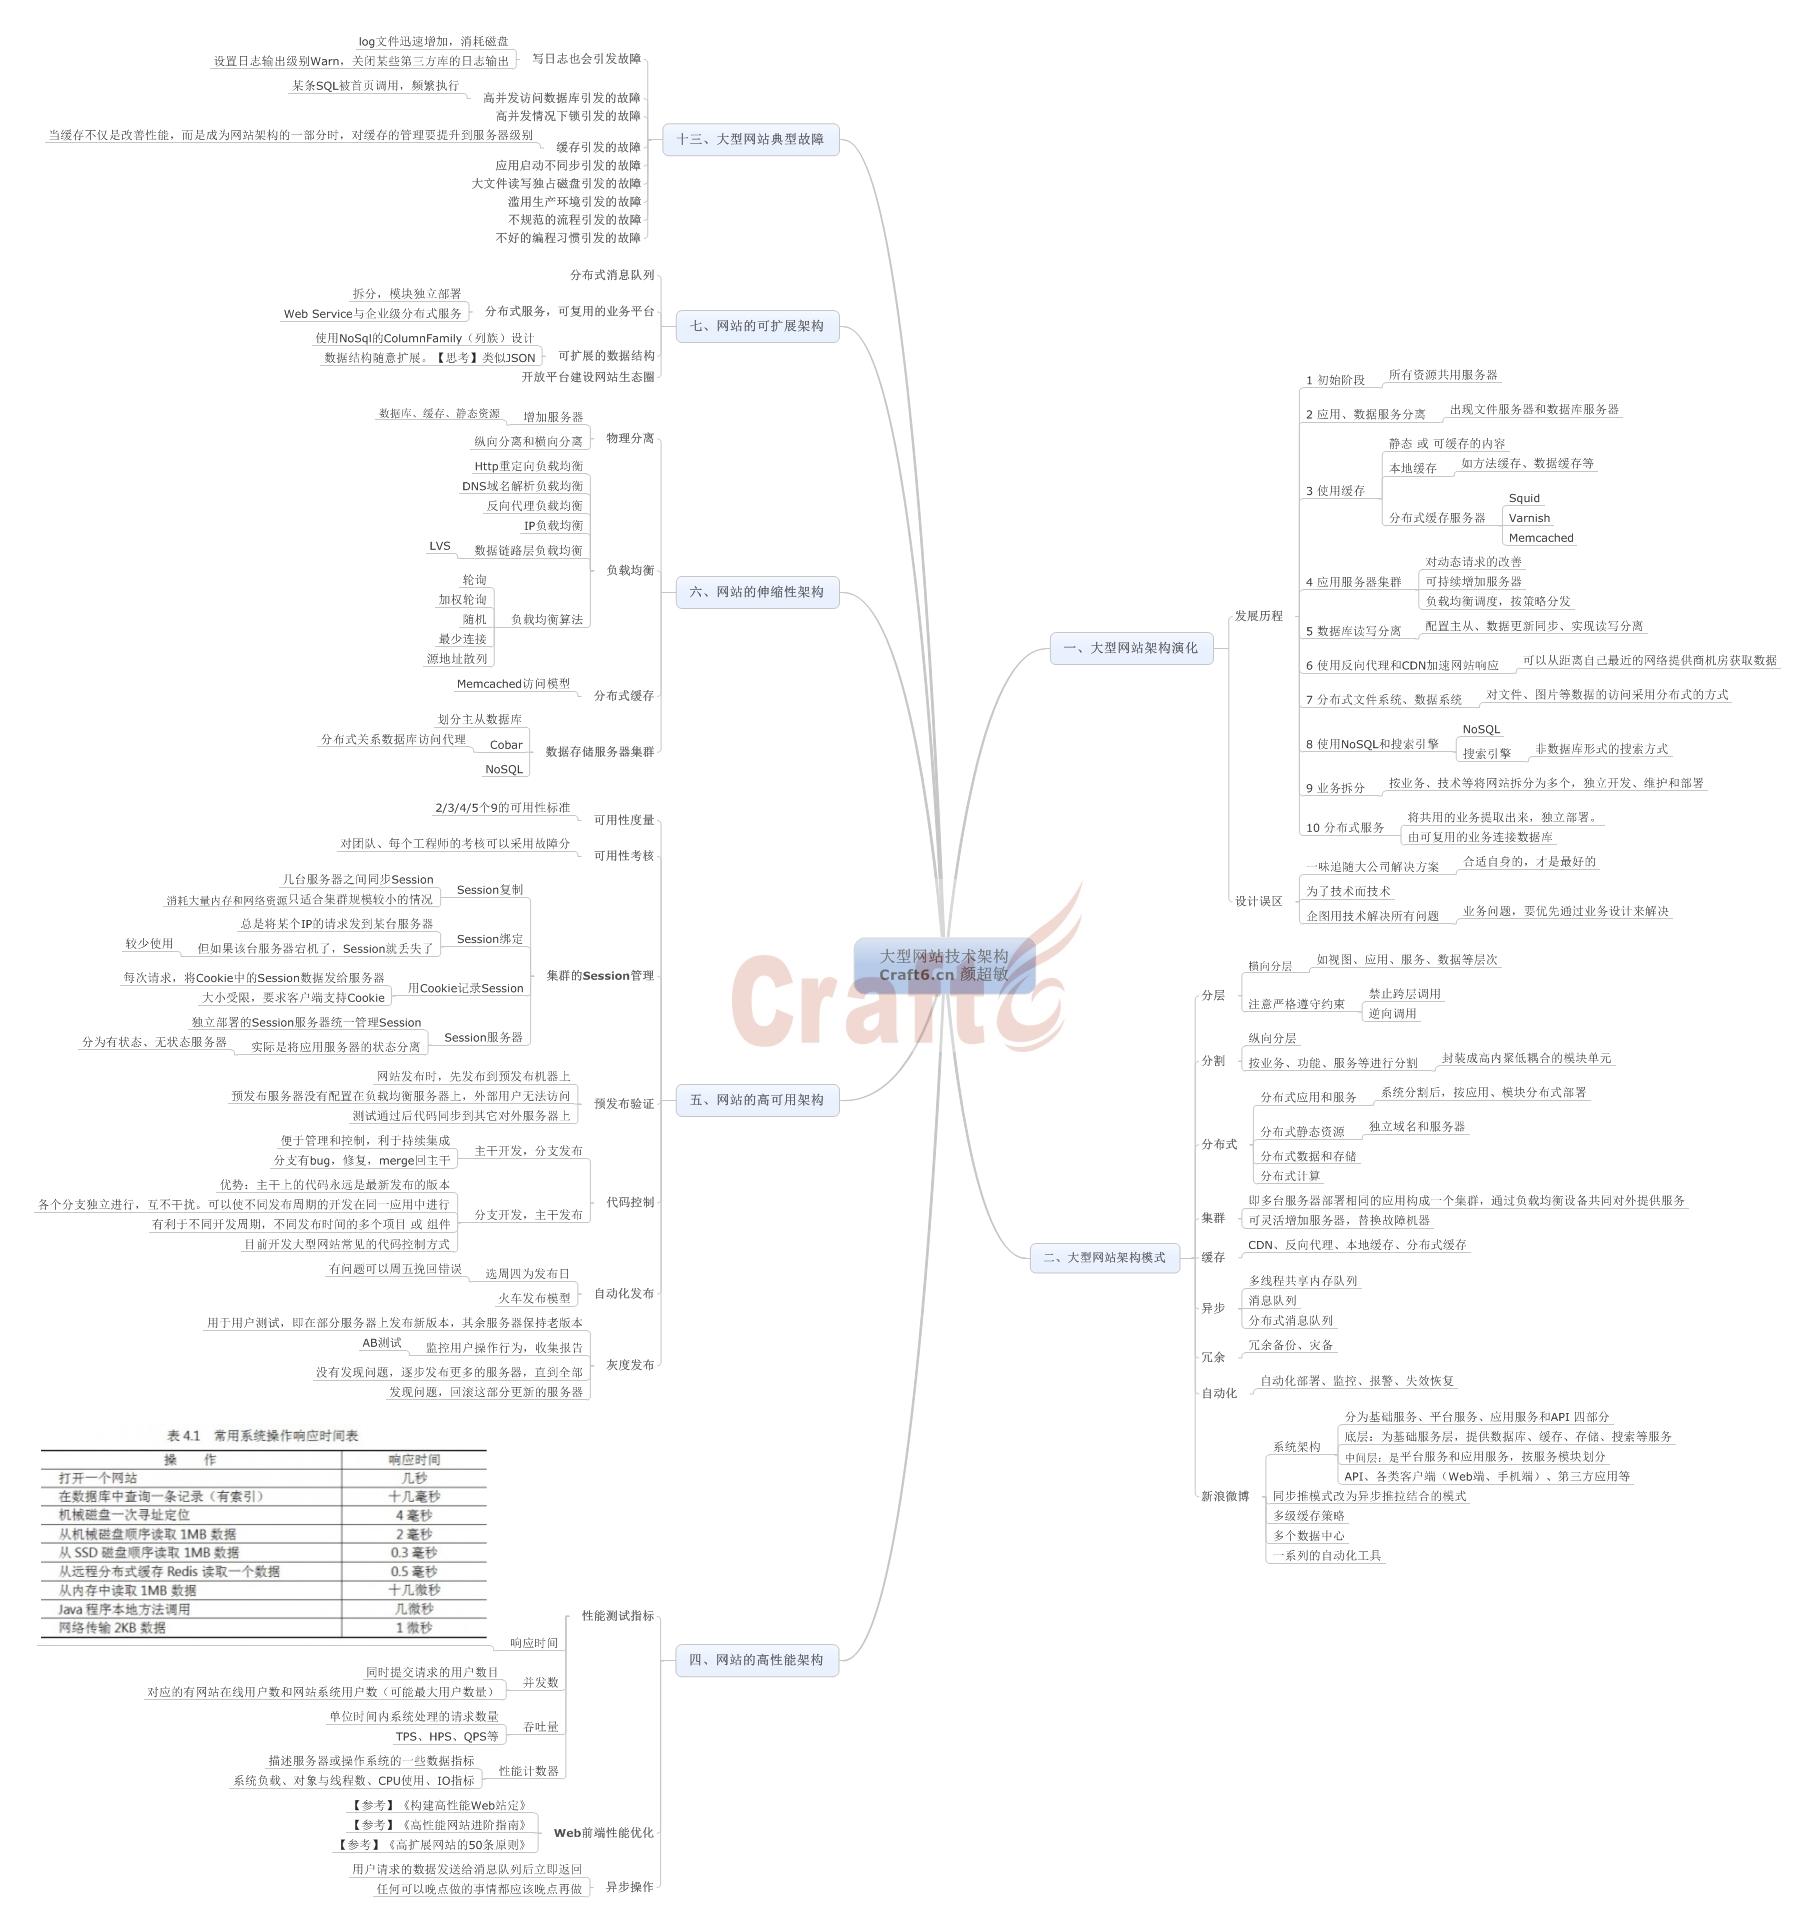 大型网站技术架构
Craft6.cn 颜超敏
Craft6
一、大型网站架构演化
发展历程
1 初始阶段
所有资源共用服务器
2 应用、数据服务分离
出现文件服务器和数据库服务器
3 使用缓存
静态 或 可缓存的内容
本地缓存
如方法缓存、数据缓存等
分布式缓存服务器
Squid
Varnish
Memcached
4 应用服务器集群
对动态请求的改善
可持续增加服务器
负载均衡调度，按策略分发
5 数据库读写分离
配置主从、数据更新同步、实现读写分离
6 使用反向代理和CDN加速网站响应
可以从距离自己最近的网络提供商机房获取数据
7 分布式文件系统、数据系统
对文件、图片等数据的访问采用分布式的方式
8 使用NoSQL和搜索引擎
NoSQL
搜索引擎
非数据库形式的搜索方式
9 业务拆分
按业务、技术等将网站拆分为多个，独立开发、维护和部署
10 分布式服务
将共用的业务提取出来，独立部署。
由可复用的业务连接数据库
设计误区
一味追随大公司解决方案
合适自身的，才是最好的
为了技术而技术
企图用技术解决所有问题
业务问题，要优先通过业务设计来解决
二、大型网站架构模式
分层
横向分层
如视图、应用、服务、数据等层次
注意严格遵守约束
禁止跨层调用
逆向调用
分割
纵向分层
按业务、功能、服务等进行分割
封装成高内聚低耦合的模块单元
分布式
分布式应用和服务
系统分割后，按应用、模块分布式部署
分布式静态资源
独立域名和服务器
分布式数据和存储
分布式计算
集群
即多台服务器部署相同的应用构成一个集群，通过负载均衡设备共同对外提供服务
可灵活增加服务器，替换故障机器
缓存
CDN、反向代理、本地缓存、分布式缓存
异步
多线程共享内存队列
消息队列
分布式消息队列
冗余
冗余备份、灾备
自动化
自动化部署、监控、报警、失效恢复
新浪微博
系统架构
分为基础服务、平台服务、应用服务和API 四部分
底层：为基础服务层，提供数据库、缓存、存储、搜索等服务
中间层：是平台服务和应用服务，按服务模块划分
API、各类客户端（Web端、手机端）、第三方应用等
同步推模式改为异步推拉结合的模式
多级缓存策略
多个数据中心
一系列的自动化工具
十三、大型网站典型故障
写日志也会引发故障
log文件迅速增加，消耗磁盘
设置日志输出级别Warn，关闭某些第三方库的日志输出
高并发访问数据库引发的故障
某条SQL被首页调用，频繁执行
高并发情况下锁引发的故障
缓存引发的故障
当缓存不仅是改善性能，而是成为网站架构的一部分时，对缓存的管理要提升到服务器级别
应用启动不同步引发的故障
大文件读写独占磁盘引发的故障
滥用生产环境引发的故障
不规范的流程引发的故障
不好的编程习惯引发的故障
七、网站的可扩展架构
分布式消息队列
分布式服务，可复用的业务平台
拆分，模块独立部署
Web Service与企业级分布式服务
可扩展的数据结构
使用NoSql的ColumnFamily（列族）设计
数据结构随意扩展。【思考】类似JSON
开放平台建设网站生态圈
六、网站的伸缩性架构
物理分离
增加服务器
数据库、缓存、静态资源
纵向分离和横向分离
负载均衡
Http重定向负载均衡
DNS域名解析负载均衡
反向代理负载均衡
IP负载均衡
数据链路层负载均衡
LVS
负载均衡算法
轮询
加权轮询
随机
最少连接
源地址散列
分布式缓存
Memcached访问模型
数据存储服务器集群
划分主从数据库
Cobar
分布式关系数据库访问代理
NoSQL
五、网站的高可用架构
可用性度量
2/3/4/5个9的可用性标准
可用性考核
对团队、每个工程师的考核可以采用故障分
集群的Session管理
Session复制
几台服务器之间同步Session
消耗大量内存和网络资源只适合集群规模较小的情况
Session绑定
总是将某个IP的请求发到某台服务器
但如果该台服务器宕机了，Session就丢失了
较少使用
用Cookie记录Session
每次请求，将Cookie中的Session数据发给服务器
大小受限，要求客户端支持Cookie
Session服务器
独立部署的Session服务器统一管理Session
实际是将应用服务器的状态分离
分为有状态、无状态服务器
预发布验证
网站发布时，先发布到预发布机器上
预发布服务器没有配置在负载均衡服务器上，外部用户无法访问
测试通过后代码同步到其它对外服务器上
代码控制
主干开发，分支发布
便于管理和控制，利于持续集成
分支有bug，修复，merge回主干
分支开发，主干发布
优势：主干上的代码永远是最新发布的版本
各个分支独立进行，互不干扰。可以使不同发布周期的开发在同一应用中进行
有利于不同开发周期，不同发布时间的多个项目 或 组件
目前开发大型网站常见的代码控制方式
自动化发布
选周四为发布日
有问题可以周五挽回错误
火车发布模型
灰度发布
用于用户测试，即在部分服务器上发布新版本，其余服务器保持老版本
监控用户操作行为，收集报告
AB测试
没有发现问题，逐步发布更多的服务器，直到全部
发现问题，回滚这部分更新的服务器
四、网站的高性能架构
性能测试指标
响应时间
表 4.1 常用系统操作响应时间表
操 作 响应时间
打开一个网站 几秒
在数据库中查询一条记录（有索引） 十几毫秒
机械磁盘一次寻址定位 4 毫秒
从机械磁盘顺序读取 1MB 数据 2 毫秒
从 SSD 磁盘顺序读取 1MB 数据 0.3 毫秒
从远程分布式缓存 Redis 读取一个数据 0.5 毫秒
从内存中读取 1MB 数据 十几微秒
Java 程序本地方法调用 几微秒
网络传输 2KB 数据 1 微秒
并发数
同时提交请求的用户数目
对应的有网站在线用户数和网站系统用户数（可能最大用户数量）
吞吐量
单位时间内系统处理的请求数量
TPS、HPS、QPS等
性能计数器
描述服务器或操作系统的一些数据指标
系统负载、对象与线程数、CPU使用、IO指标
Web前端性能优化
【参考】《构建高性能Web站定》
【参考】《高性能网站进阶指南》
【参考】《高扩展网站的50条原则》
异步操作
用户请求的数据发送给消息队列后立即返回
任何可以晚点做的事情都应该晚点再做